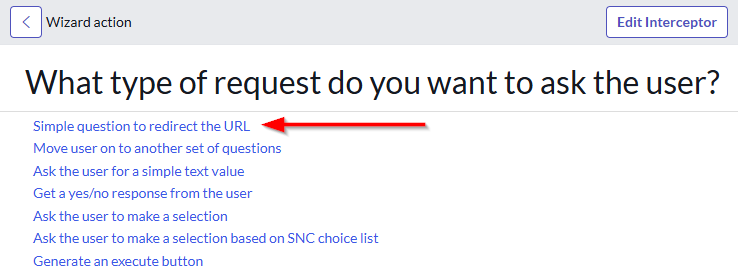 Wizard action
Edit Interceptor
What type of request do you want to ask the user?
Simple question to redirect the URL
Move user on to another set of questions
Ask the user for a simple text value
Get a yes/no response from the user
Ask the user to make a selection
Ask the user to make a selection based on SNC choice list
Generate an execute button